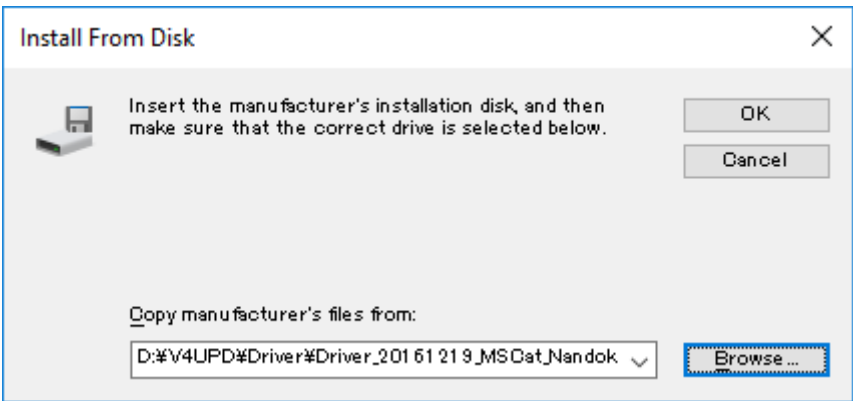 Install From Disk
Insert the manufacturer's installation disk, and then
make sure that the correct drive is selected below.
OK
Cancel
Copy manufacturer's files from:
D:¥V4UPD¥Driver¥Driver_20161219_MSCat_Nandok
Browse...